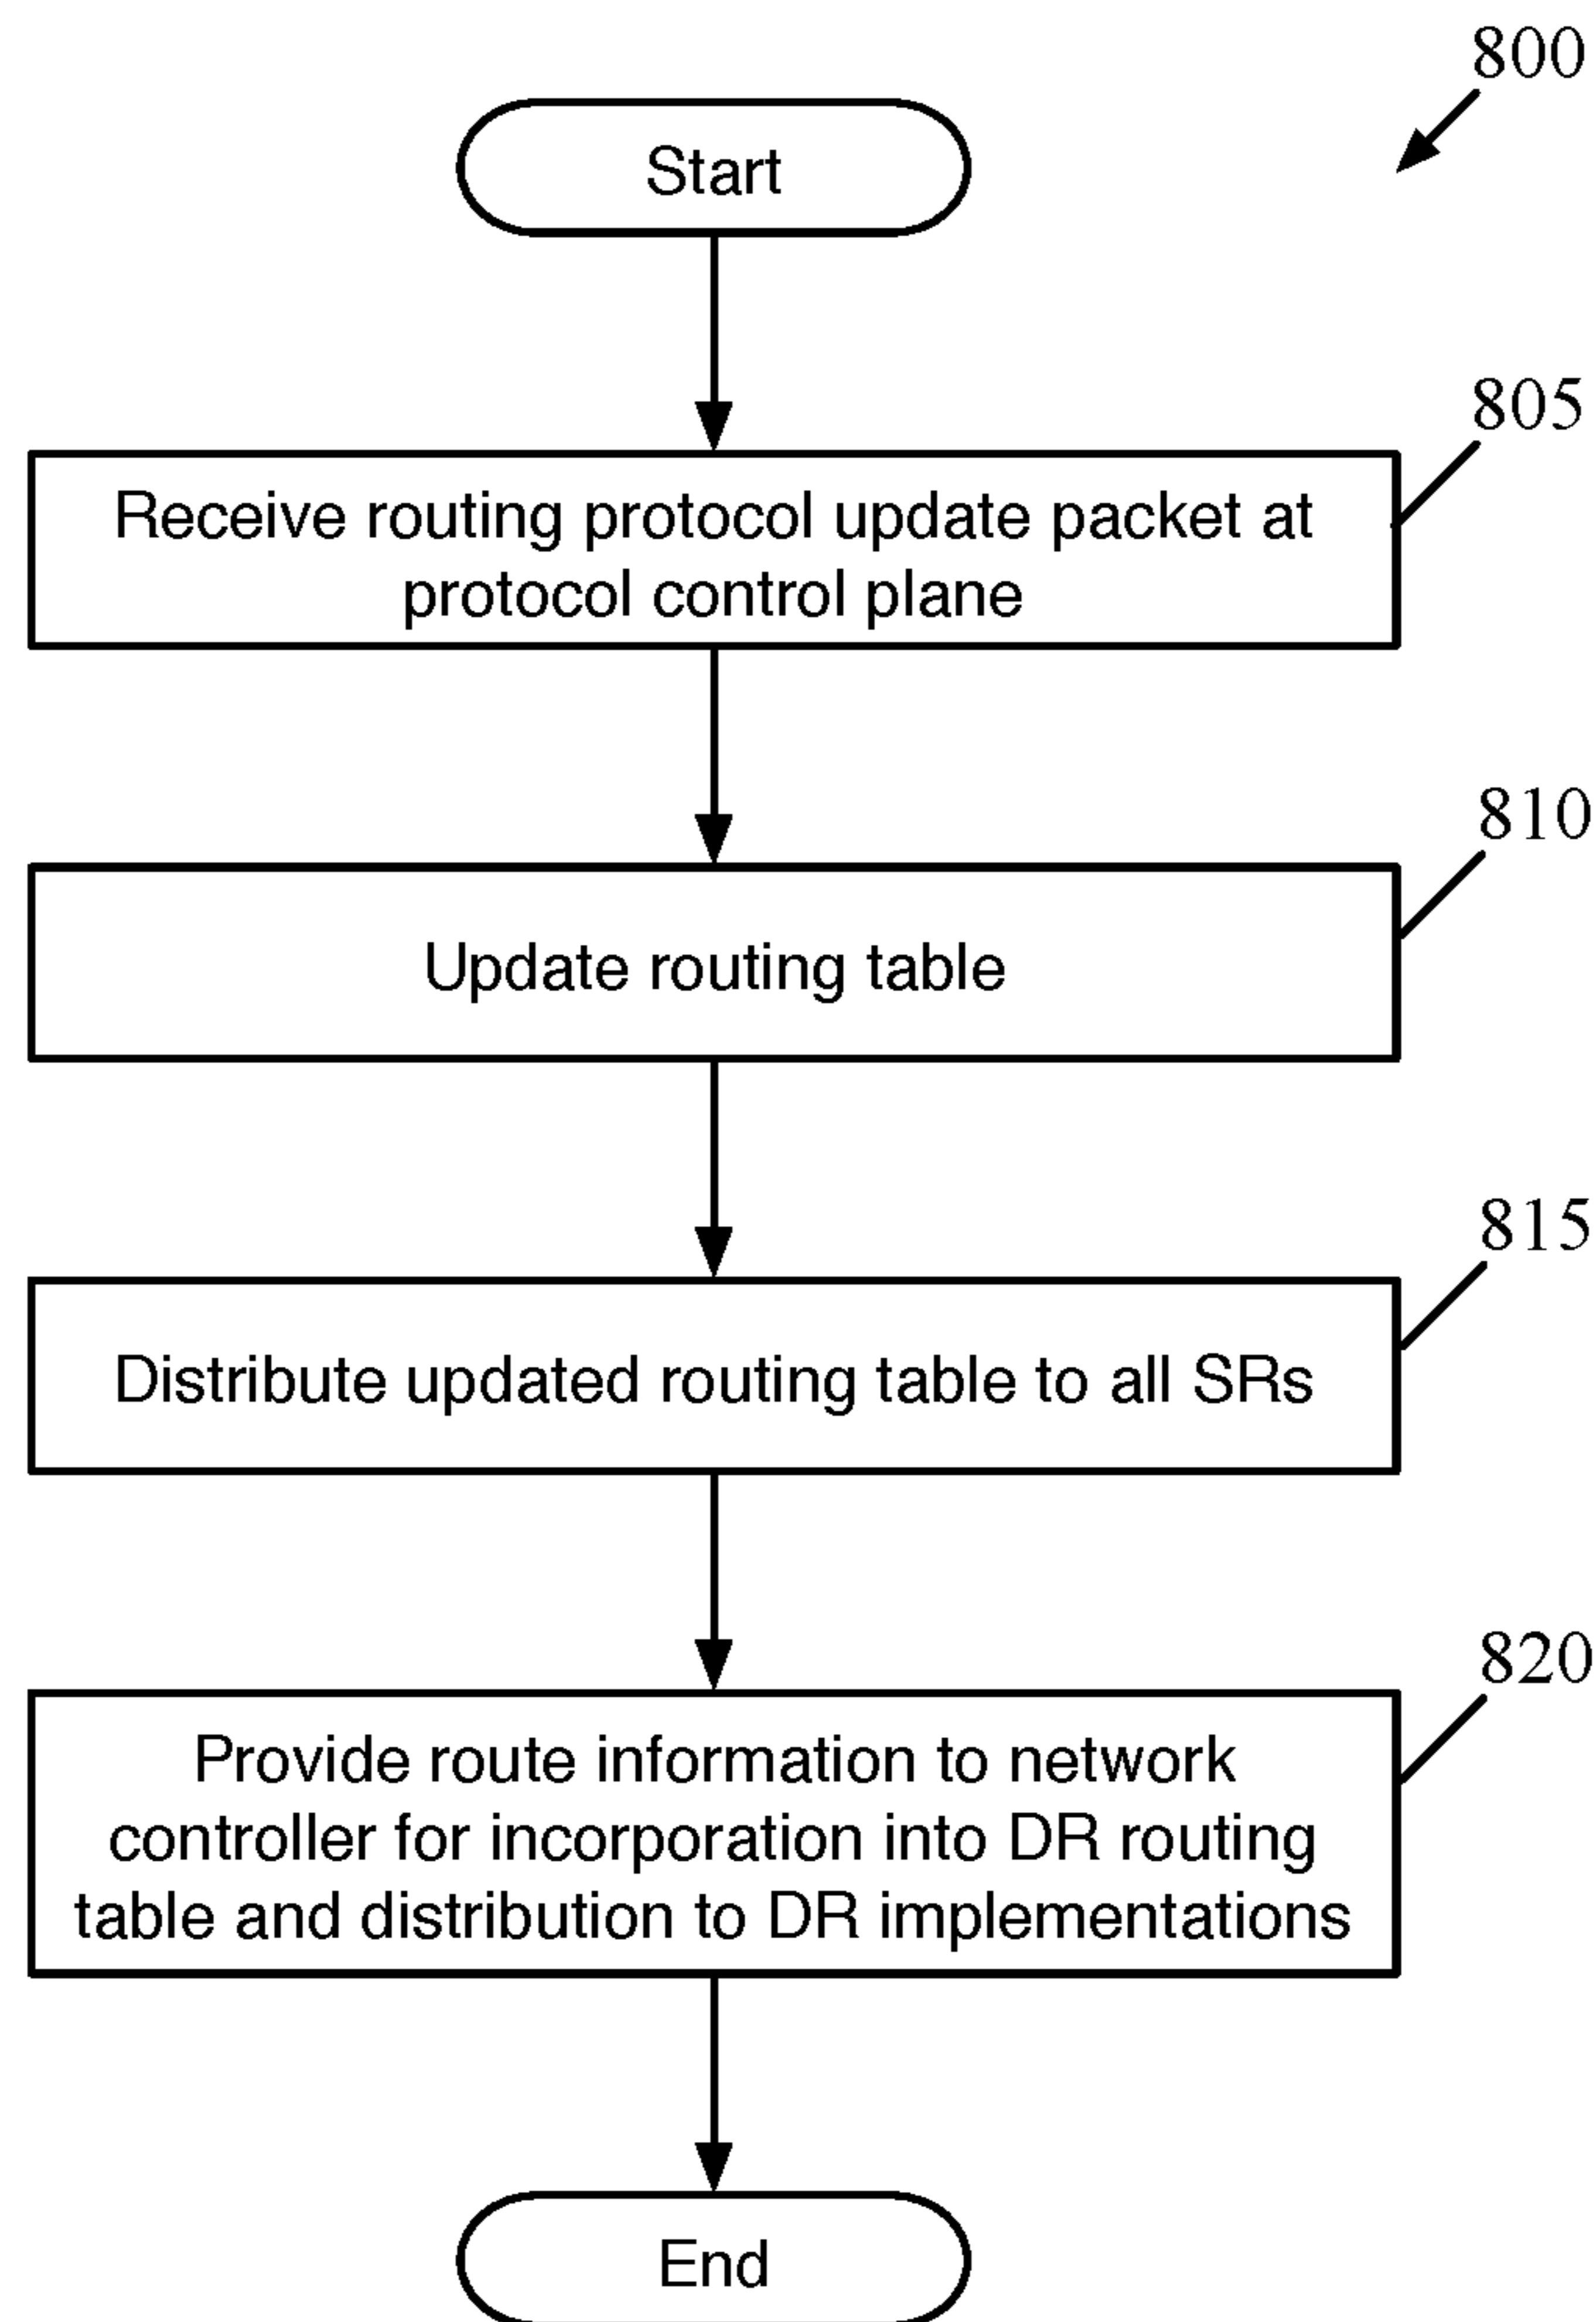 800
Start
805
Receive routing protocol update packet at
protocol control plane
810
Update routing table
815
Distribute updated routing table to all SRs
820
Provide route information to network
controller for incorporation into DR routing
table and distribution to DR implementations
End